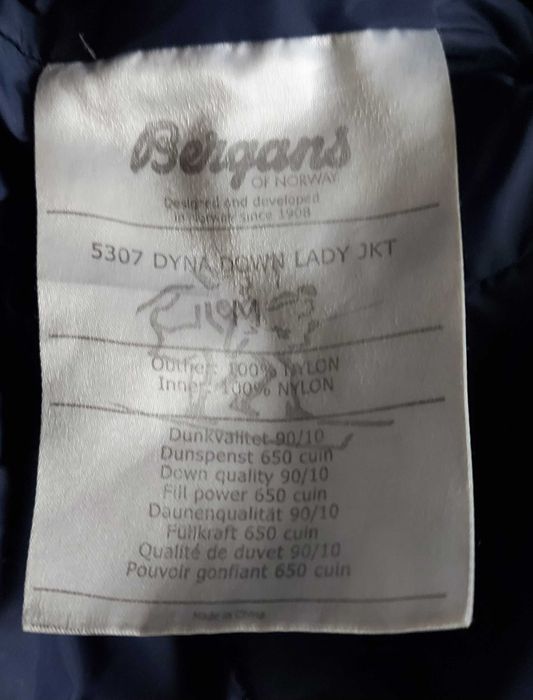 Bergans
OF NORWAY
Designed and developed
in Norway since 1908
5307 DYNA DOWN LADY JKT
M
Outher: 100% NYLON
Inner: 100% NYLON
Dunkvalitet 90/10
Dunspenst 650 cuin
Down quality 90/10
Fill power 650 cuin
Daunenqualität 90/10
Füllkraft 650 cuin
Qualité de duvet 90/10
Pouvoir gonfiant 650 cuin
Made in China